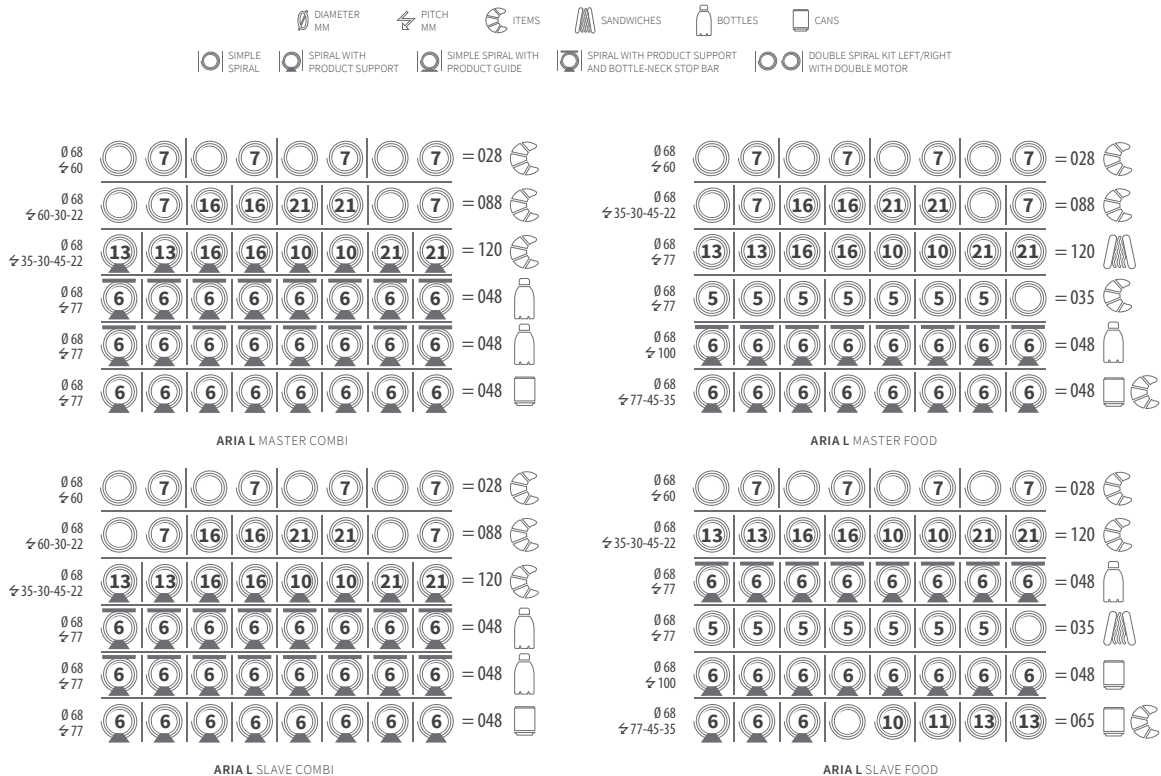 DIAMETER
MM
PITCH
MM
ITEMS
SANDWICHES
BOTTLES
CANS
SIMPLE
SPIRAL
SPIRAL WITH
PRODUCT SUPPORT
SIMPLE SPIRAL WITH
PRODUCT GUIDE
SPIRAL WITH PRODUCT SUPPORT
AND BOTTLE-NECK STOP BAR
DOUBLE SPIRAL KIT LEFT/RIGHT
WITH DOUBLE MOTOR
Ø 68
60
7 7 7 7 = 028
Ø 68
60-30-22
7 16 16 21 21 7 = 088
Ø 68
35-30-45-22
13 13 16 16 10 10 21 21 = 120
Ø 68
77
6 6 6 6 6 6 6 6 = 048
Ø 68
77
6 6 6 6 6 6 6 6 = 048
Ø 68
77
6 6 6 6 6 6 6 6 = 048
ARIA L MASTER COMBI
Ø 68
60
7 7 7 7 = 028
Ø 68
35-30-45-22
7 16 16 21 21 7 = 088
Ø 68
77
13 13 16 16 10 10 21 21 = 120
Ø 68
77
5 5 5 5 5 5 5 = 035
Ø 68
100
6 6 6 6 6 6 6 6 = 048
Ø 68
77-45-35
6 6 6 6 6 6 6 6 = 048
ARIA L MASTER FOOD
Ø 68
60
7 7 7 7 = 028
Ø 68
60-30-22
7 16 16 21 21 7 = 088
Ø 68
35-30-45-22
13 13 16 16 10 10 21 21 = 120
Ø 68
77
6 6 6 6 6 6 6 6 = 048
Ø 68
77
6 6 6 6 6 6 6 6 = 048
Ø 68
77
6 6 6 6 6 6 6 6 = 048
ARIA L SLAVE COMBI
Ø 68
60
7 7 7 7 = 028
Ø 68
35-30-45-22
13 13 16 16 10 10 21 21 = 120
Ø 68
77
6 6 6 6 6 6 6 6 = 048
Ø 68
77
5 5 5 5 5 5 5 = 035
Ø 68
100
6 6 6 6 6 6 6 6 = 048
Ø 68
77-45-35
6 6 6 10 11 13 13 = 065
ARIA L SLAVE FOOD